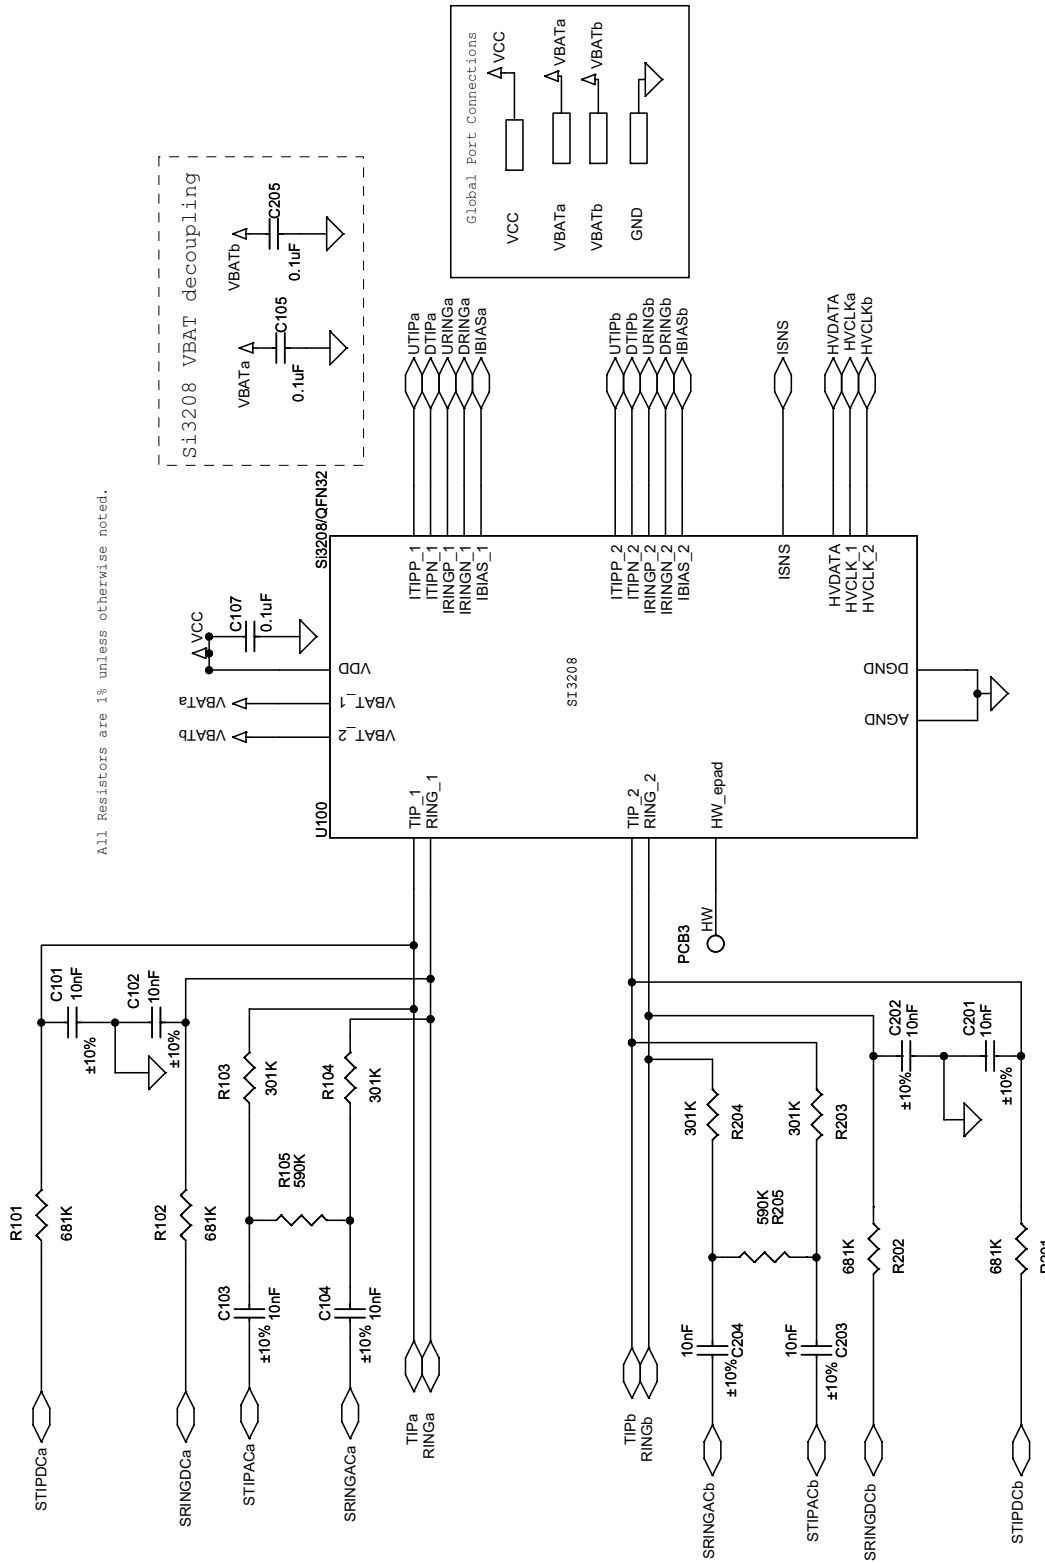 All Resistors are 1% unless otherwise noted.
Si3208 VBAT decoupling
VBATa
C105
0.1uF
VBATb
C205
0.1uF
Global Port Connections
VCC
VCC
VBATa
VBATa
VBATb
VBATb
GND
STIPDCa
R101
681K
C101
10nF
±10%
C102
10nF
±10%
SRINGDCa
R102
681K
STIPACa
C103
10nF
±10%
R103
301K
R105
590K
SRINGACa
C104
10nF
±10%
R104
301K
TIPa
RINGa
U100
Si3208/QFN32
SI3208
VBATb
VBATa
VCC
C107
0.1uF
VBAT_2
VBAT_1
VDD
TIP_1
RING_1
TIP_2
RING_2
HW_epad
HW
PCB3
ITIPP_1
ITIPN_1
IRINGP_1
IRINGN_1
IBIAS_1
UTIPa
DTIPa
URINGa
DRINGa
IBIASa
ITIPP_2
ITIPN_2
IRINGP_2
IRINGN_2
IBIAS_2
UTIPb
DTIPb
URINGb
DRINGb
IBIASb
ISNS
ISNS
HVDATA
HVCLK_1
HVCLK_2
HVDATA
HVCLKa
HVCLKb
AGND
DGND
TIPb
RINGb
SRINGACb
10nF
C204
±10%
301K
R204
590K
R205
STIPACb
10nF
C203
±10%
301K
R203
SRINGDCb
681K
R202
C202
10nF
±10%
C201
10nF
±10%
STIPDCb
681K
R201